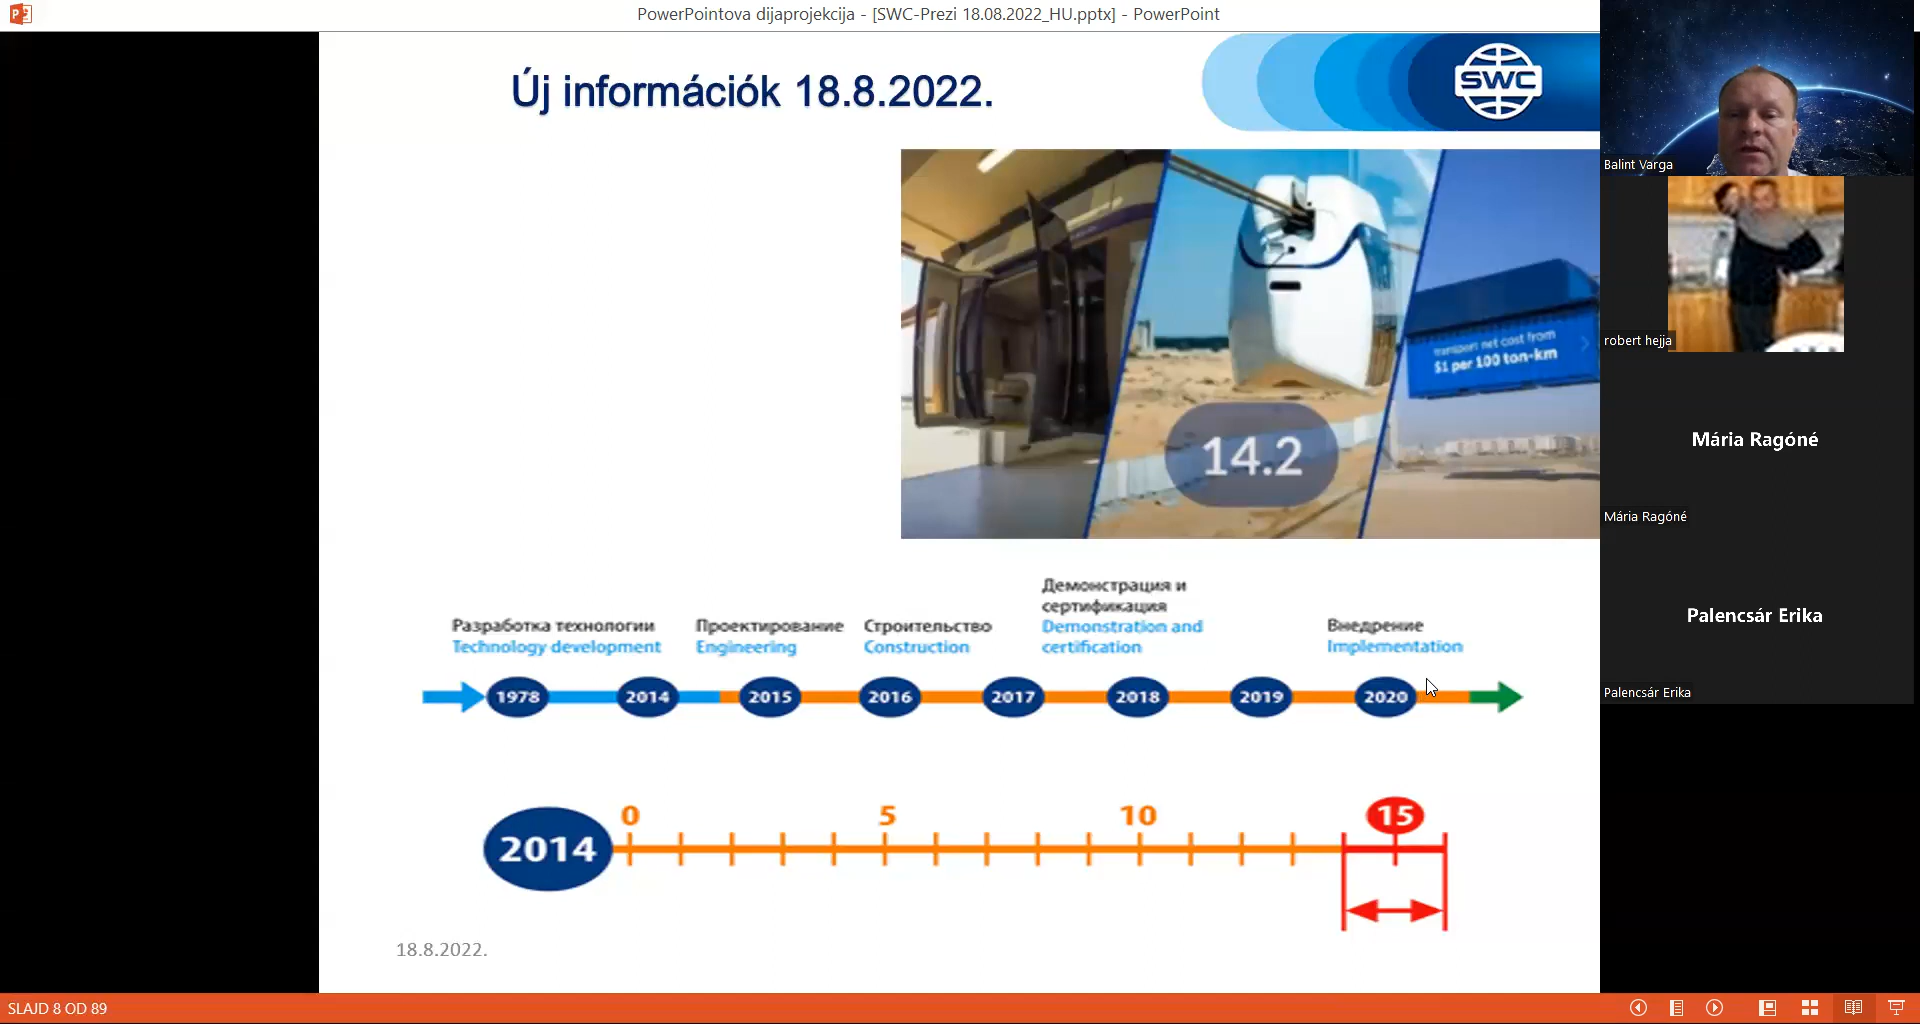 PowerPointova dijaprojekcija - [SWC-Prezi 18.08.2022_HU.pptx] - PowerPoint
Új információk 18.8.2022.
SWC
transport net cost from
$1 per 100 ton-km
14.2
Разработка технологии
Technology development
Проектирование
Engineering
Строительство
Construction
Демонстрация и
сертификация
Demonstration and
certification
Внедрение
Implementation
1978 2014 2015 2016 2017 2018 2019 2020
0 5 10 15
2014
18.8.2022.
Balint Varga
robert hejja
Mária Ragóné
Mária Ragóné
Palencsár Erika
Palencsár Erika
SLAJD 8 OD 89